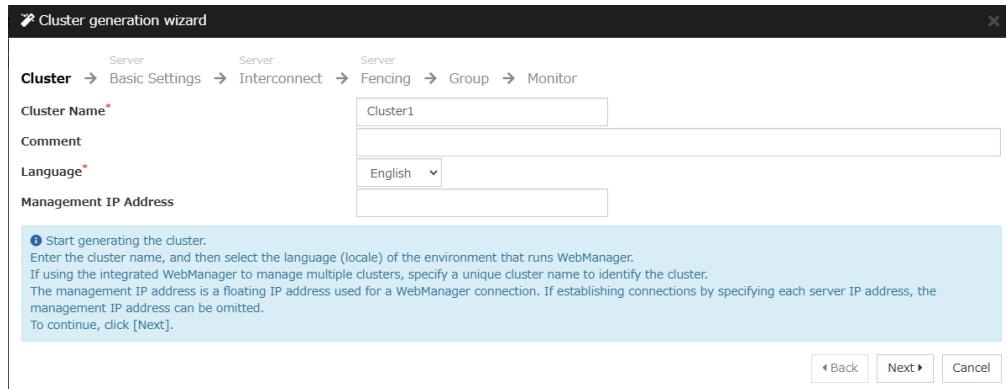 Cluster generation wizard
Server Server Server
Cluster → Basic Settings → Interconnect → Fencing → Group → Monitor
Cluster Name* Cluster1
Comment
Language* English
Management IP Address
Start generating the cluster.
Enter the cluster name, and then select the language (locale) of the environment that runs WebManager.
If using the integrated WebManager to manage multiple clusters, specify a unique cluster name to identify the cluster.
The management IP address is a floating IP address used for a WebManager connection. If establishing connections by specifying each server IP address, the
management IP address can be omitted.
To continue, click [Next].
Back Next Cancel